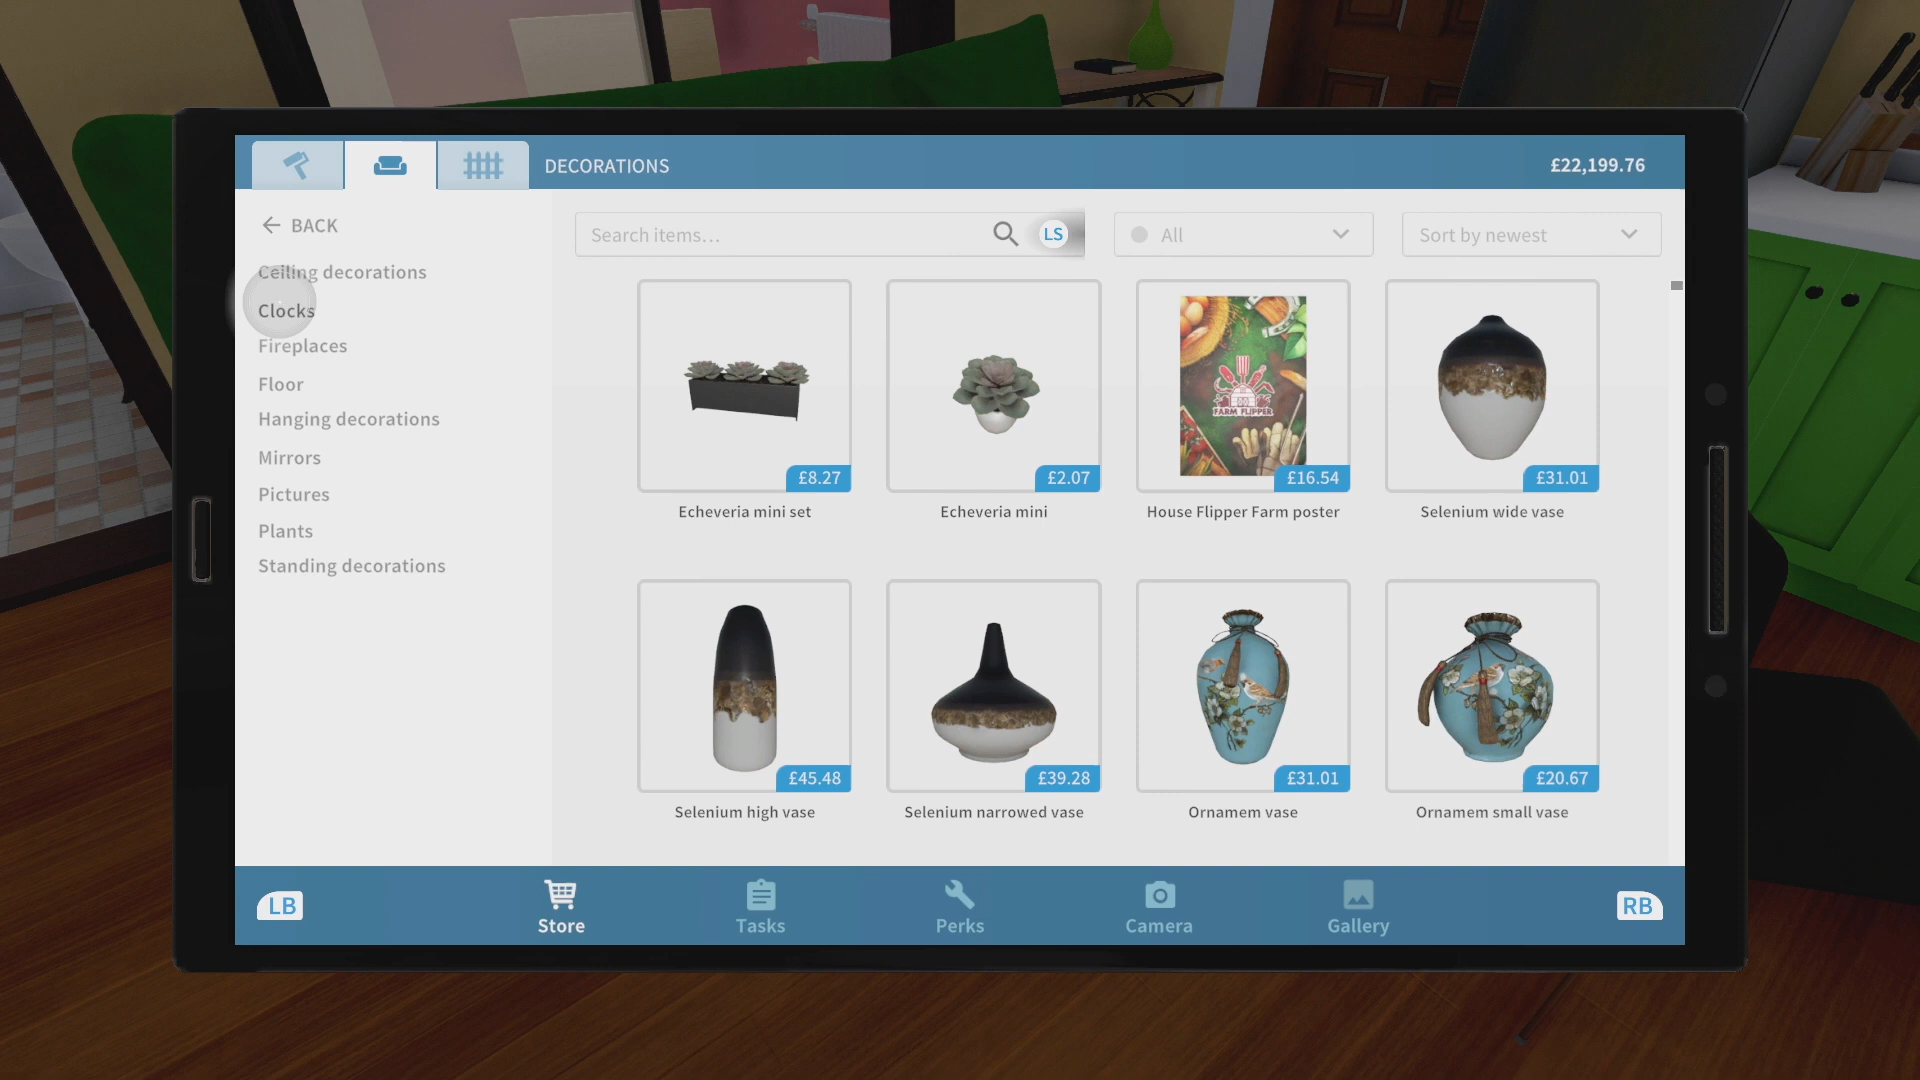 DECORATIONS
£22,199.76
BACK
Ceiling decorations
Clocks
Fireplaces
Floor
Hanging decorations
Mirrors
Pictures
Plants
Standing decorations
Search items...
LS
All
Sort by newest
£8.27
Echeveria mini set
£2.07
Echeveria mini
FARM FLIPPER
£16.54
House Flipper Farm poster
£31.01
Selenium wide vase
£45.48
Selenium high vase
£39.28
Selenium narrowed vase
£31.01
Ornamem vase
£20.67
Ornamem small vase
LB
Store
Tasks
Perks
Camera
Gallery
RB